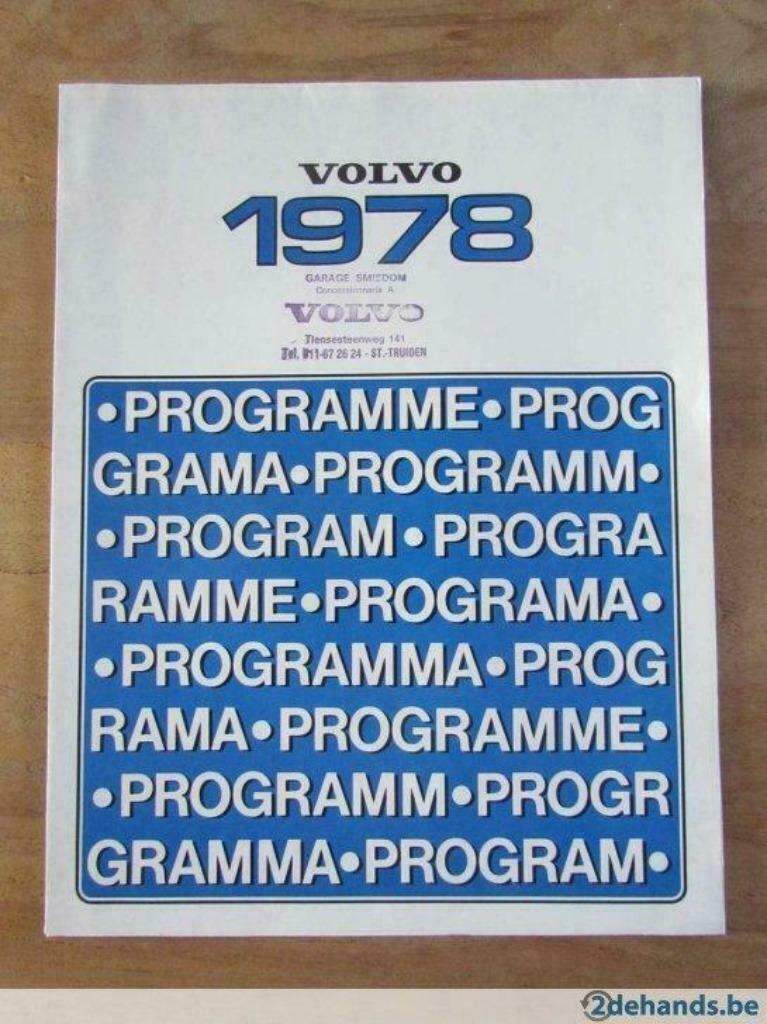 VOLVO
1978
GARAGE SMISDOM
Concessionaris A
VOLVO
Tiensesteenweg 141
Tel. 011-67 26 24 - ST.-TRUIDEN
•PROGRAMME•PROG
GRAMA•PROGRAMM•
•PROGRAM•PROGRA
RAMME•PROGRAMA•
•PROGRAMMA•PROG
RAMA•PROGRAMME•
•PROGRAMM•PROGR
GRAMMA•PROGRAM•
2dehands.be